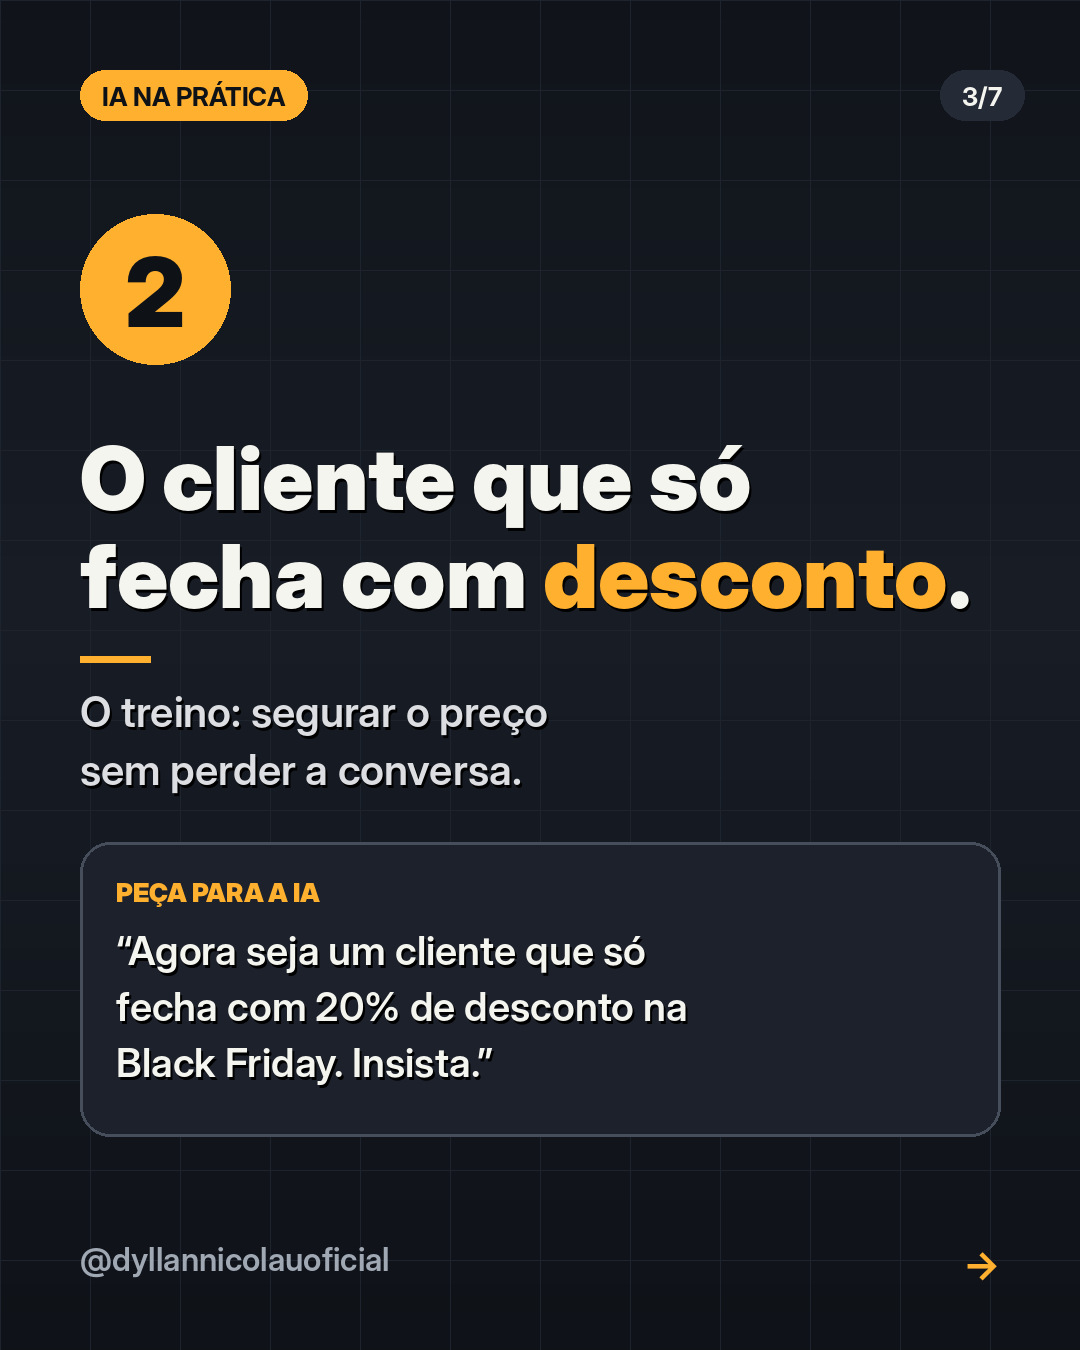 IA NA PRÁTICA
3/7
2
O cliente que só
fecha com desconto.
O treino: segurar o preço
sem perder a conversa.
PEÇA PARA A IA
“Agora seja um cliente que só
fecha com 20% de desconto na
Black Friday. Insista.”
@dyllannicolauoficial
→